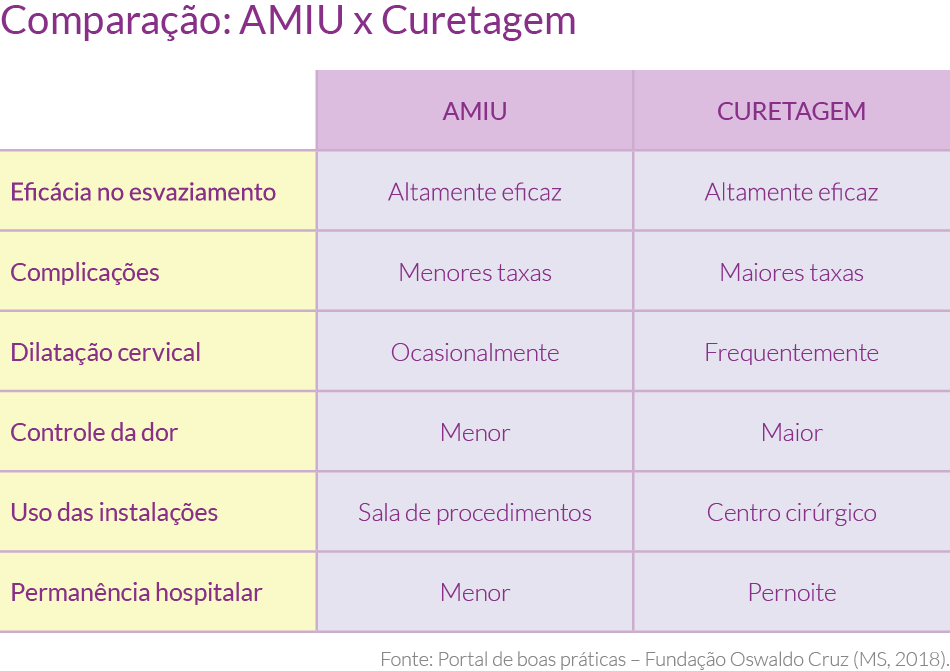 Comparação: AMIU x Curetagem
AMIU CURETAGEM
Eficácia no esvaziamento Altamente eficaz Altamente eficaz
Complicações Menores taxas Maiores taxas
Dilatação cervical Ocasionalmente Frequentemente
Controle da dor Menor Maior
Uso das instalações Sala de procedimentos Centro cirúrgico
Permanência hospitalar Menor Pernoite
Fonte: Portal de boas práticas – Fundação Oswaldo Cruz (MS, 2018).